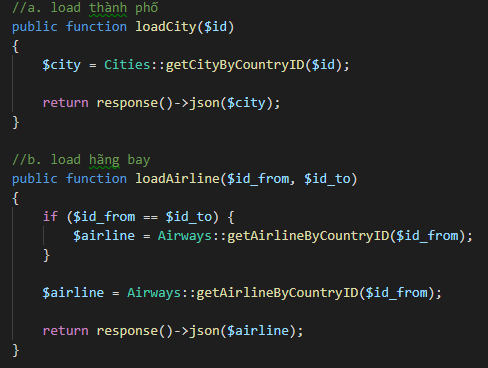 //a. load thành phố
public function loadCity($id)
{
    $city = Cities::getCityByCountryID($id);
    return response()->json($city);
}
//b. load hãng bay
public function loadAirline($id_from, $id_to)
{
    if ($id_from == $id_to) {
        $airline = Airways::getAirlineByCountryID($id_from);
    }
    $airline = Airways::getAirlineByCountryID($id_from);
    return response()->json($airline);
}